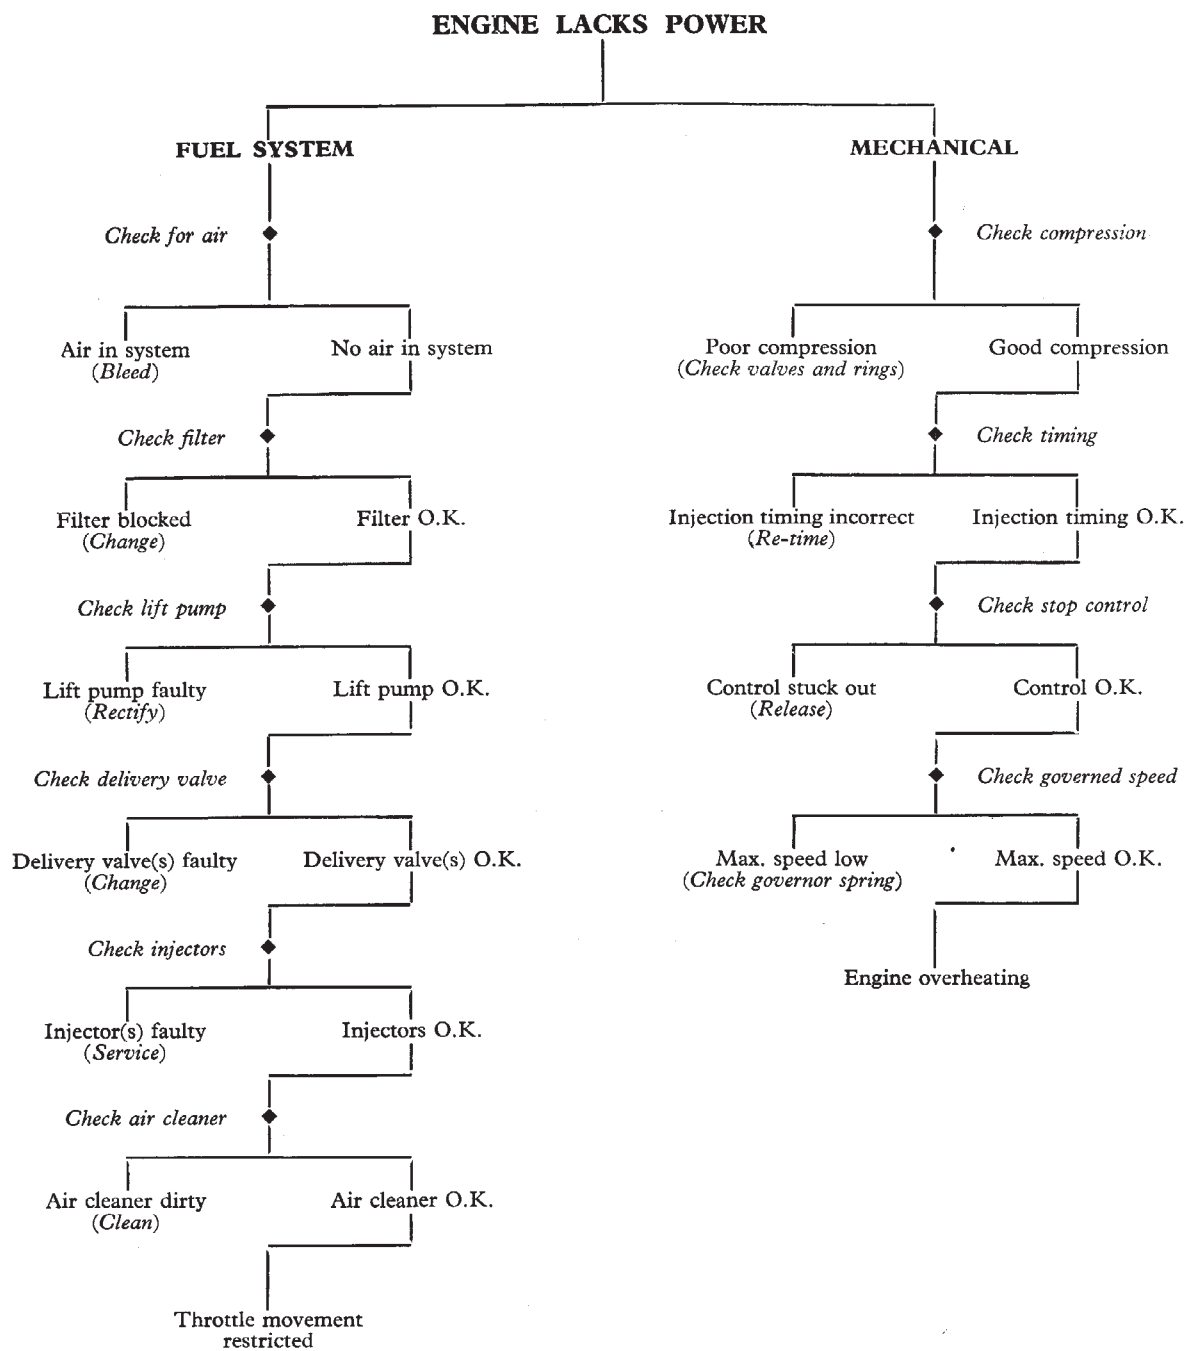 ENGINE LACKS POWER
FUEL SYSTEM
Check for air
Air in system
(Bleed)
No air in system
Check filter
Filter blocked
(Change)
Filter O.K.
Check lift pump
Lift pump faulty
(Rectify)
Lift pump O.K.
Check delivery valve
Delivery valve(s) faulty
(Change)
Delivery valve(s) O.K.
Check injectors
Injector(s) faulty
(Service)
Injectors O.K.
Check air cleaner
Air cleaner dirty
(Clean)
Air cleaner O.K.
Throttle movement
restricted
MECHANICAL
Check compression
Poor compression
(Check valves and rings)
Good compression
Check timing
Injection timing incorrect
(Re-time)
Injection timing O.K.
Check stop control
Control stuck out
(Release)
Control O.K.
Check governed speed
Max. speed low
(Check governor spring)
Max. speed O.K.
Engine overheating